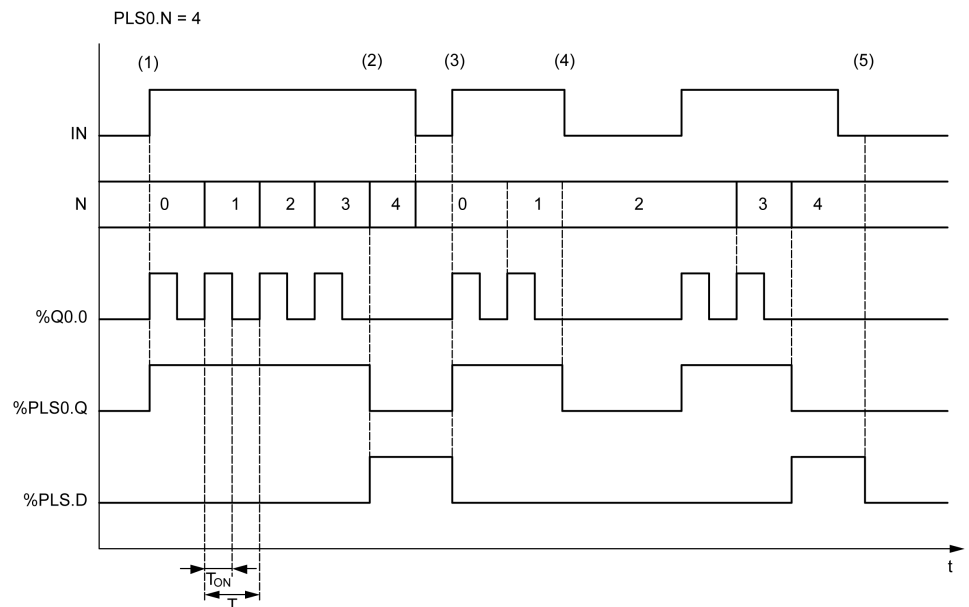 PLS0.N = 4
(1) (2) (3) (4) (5)
IN
N 0 1 2 3 4 0 1 2 3 4
%Q0.0
%PLS0.Q
%PLS.D
t
TON
T